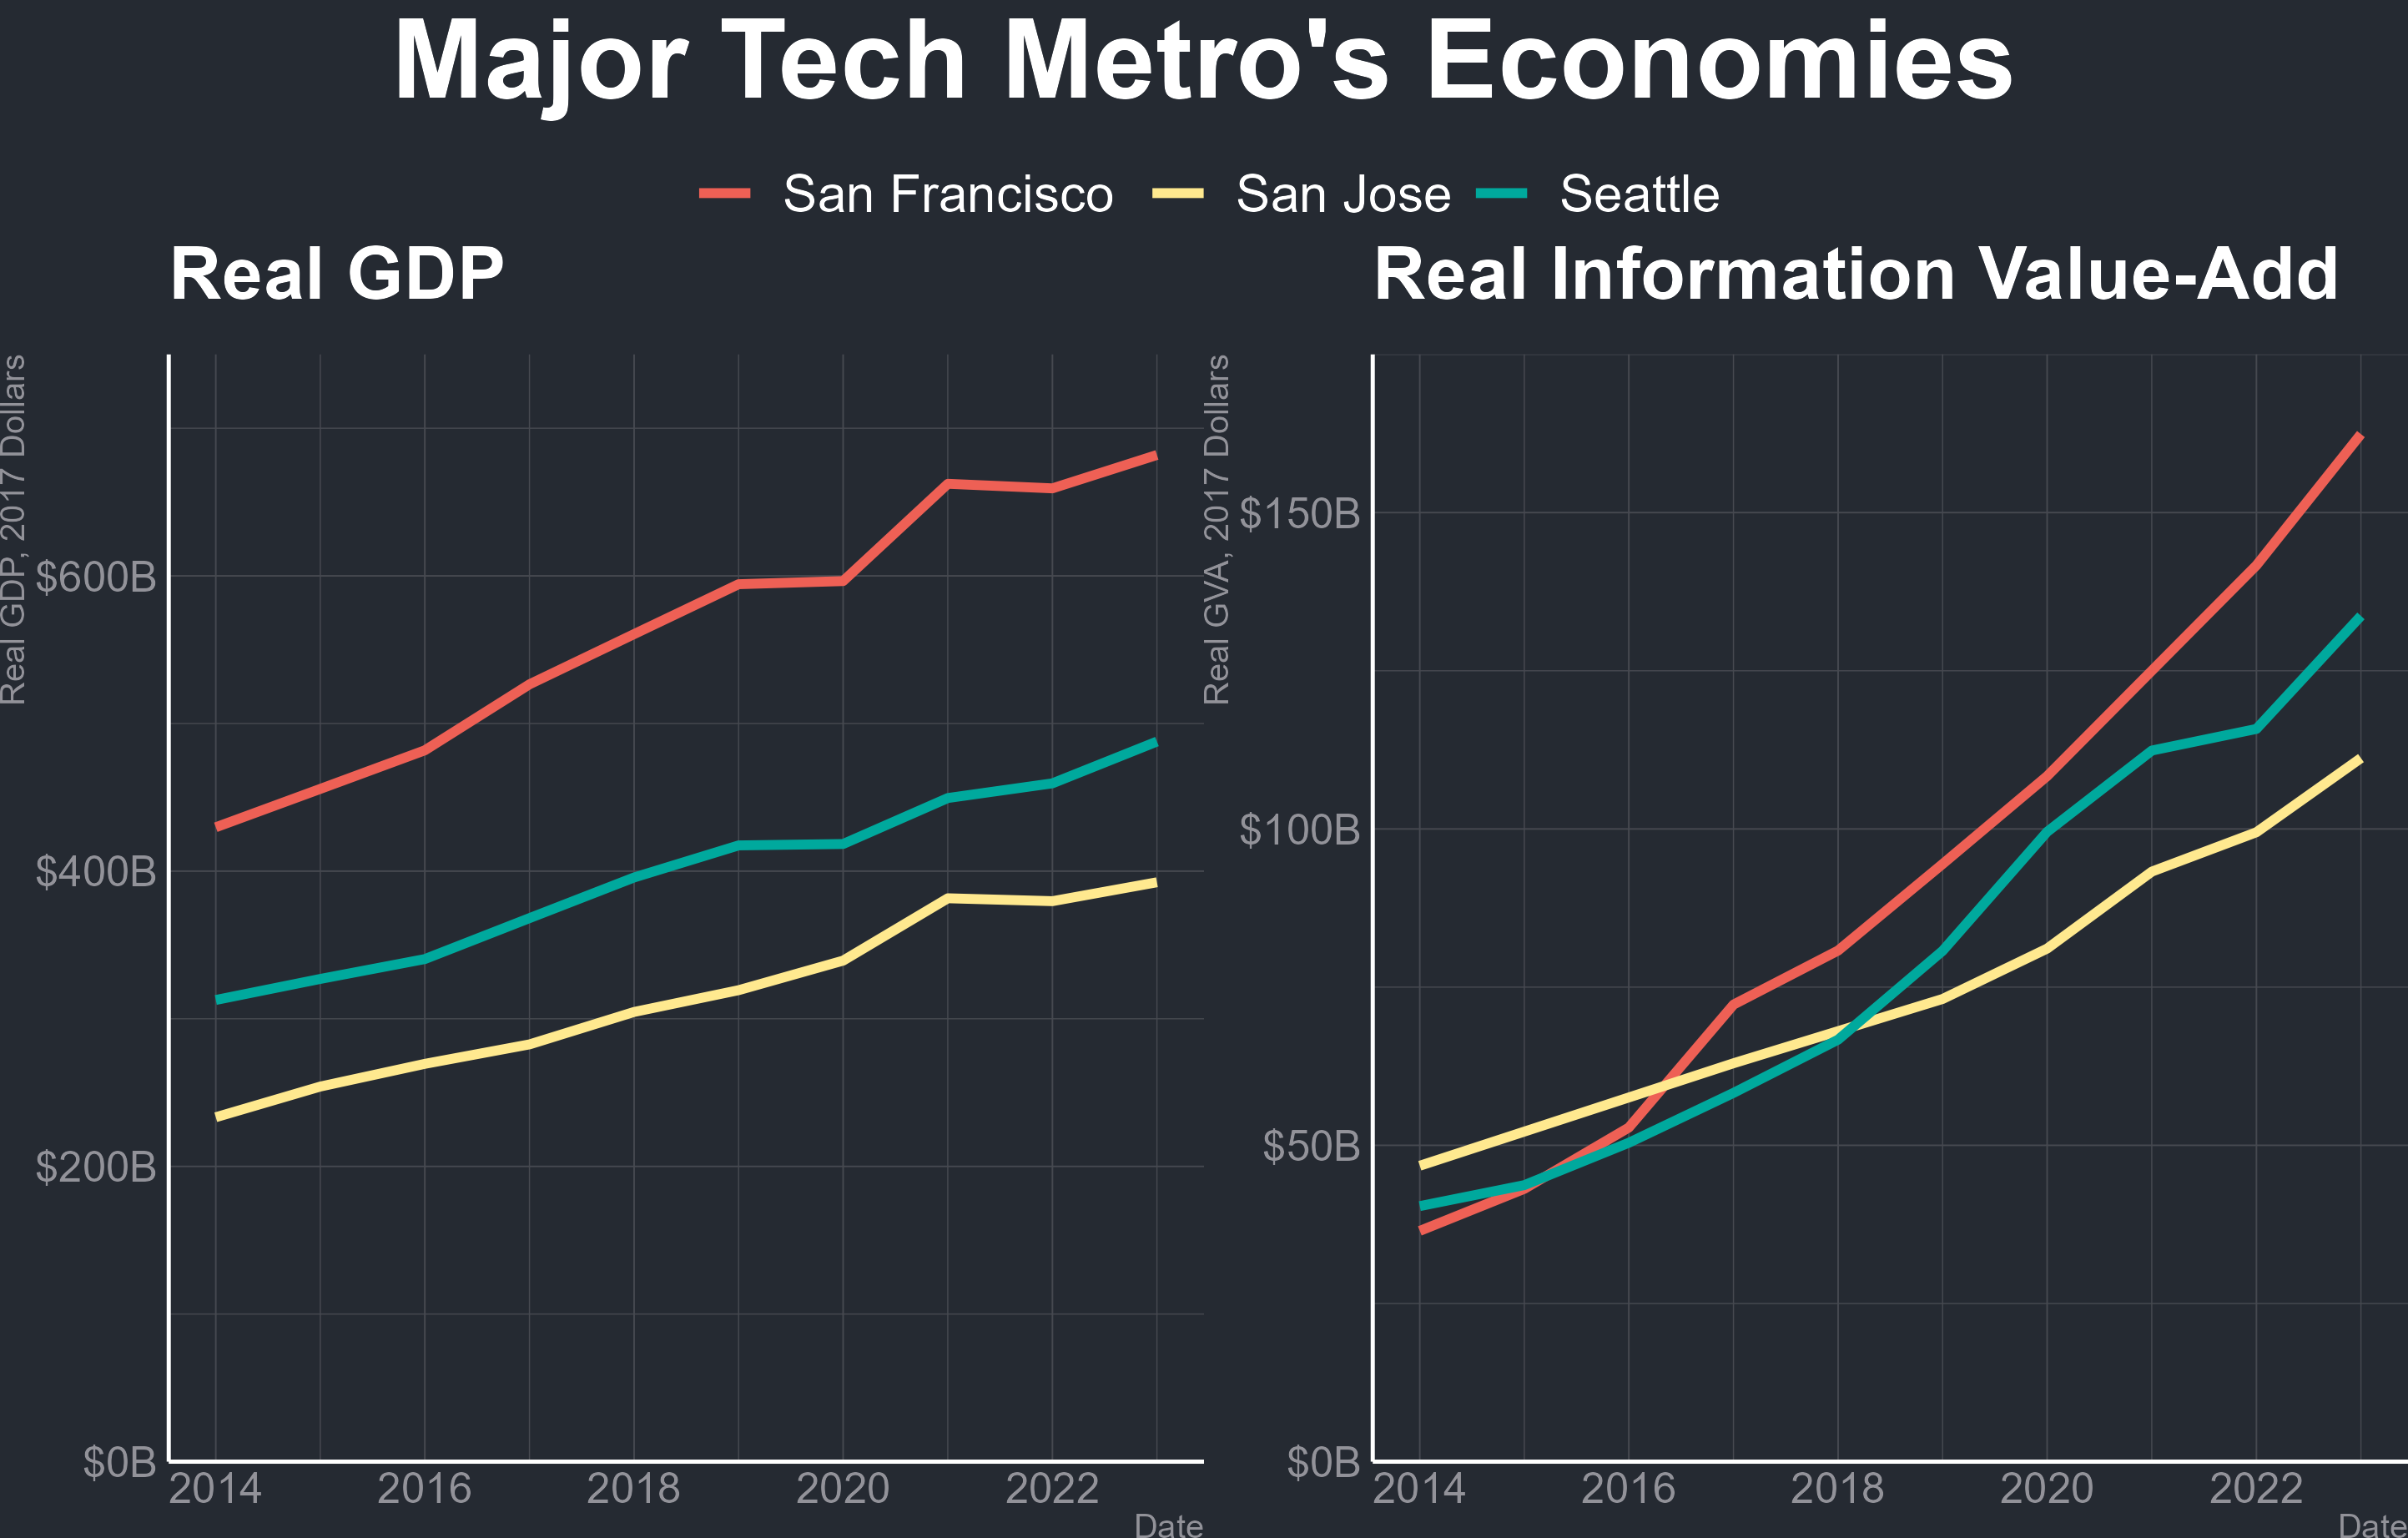 Major Tech Metro's Economies
San Francisco San Jose Seattle
Real GDP
Real GDP, 2017 Dollars
$600B
$400B
$200B
$0B
2014 2016 2018 2020 2022
Date
Real Information Value-Add
Real GVA, 2017 Dollars
$150B
$100B
$50B
$0B
2014 2016 2018 2020 2022
Date